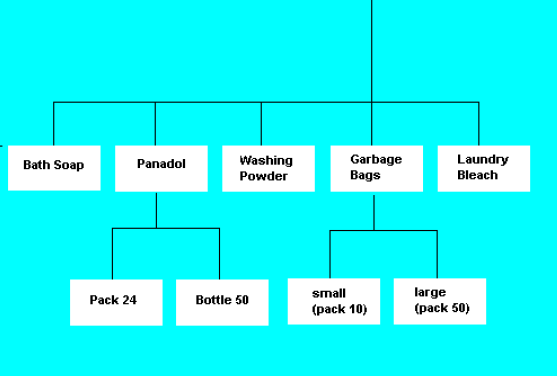 Bath Soap
Panadol
Washing
Powder
Garbage
Bags
Laundry
Bleach
Pack 24
Bottle 50
small
(pack 10)
large
(pack 50)